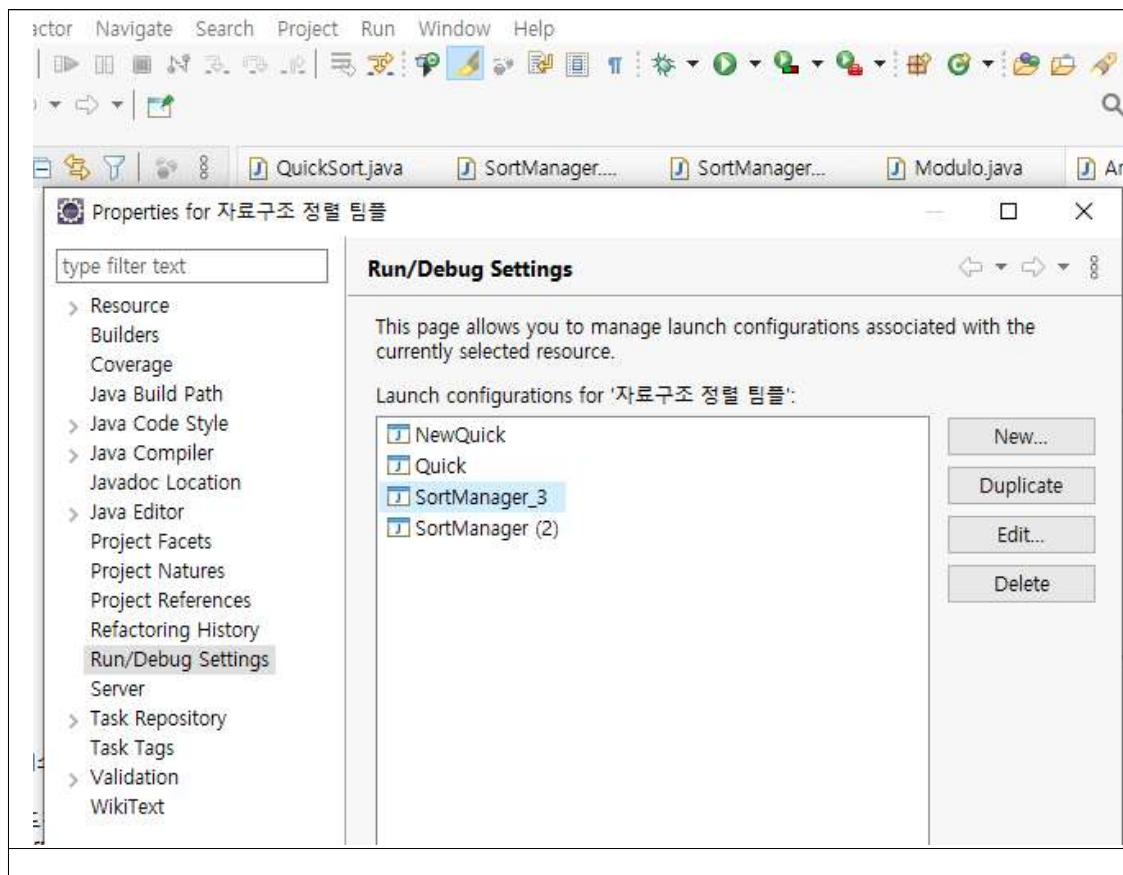 actor Navigate Search Project Run Window Help
QuickSort.java SortManager.... SortManager... Modulo.java Ar
Properties for 자료구조 정렬 팀플
type filter text
Resource
Builders
Coverage
Java Build Path
Java Code Style
Java Compiler
Javadoc Location
Java Editor
Project Facets
Project Natures
Project References
Refactoring History
Run/Debug Settings
Server
Task Repository
Task Tags
Validation
WikiText
Run/Debug Settings
This page allows you to manage launch configurations associated with the
currently selected resource.
Launch configurations for '자료구조 정렬 팀플':
NewQuick
Quick
SortManager_3
SortManager (2)
New...
Duplicate
Edit...
Delete